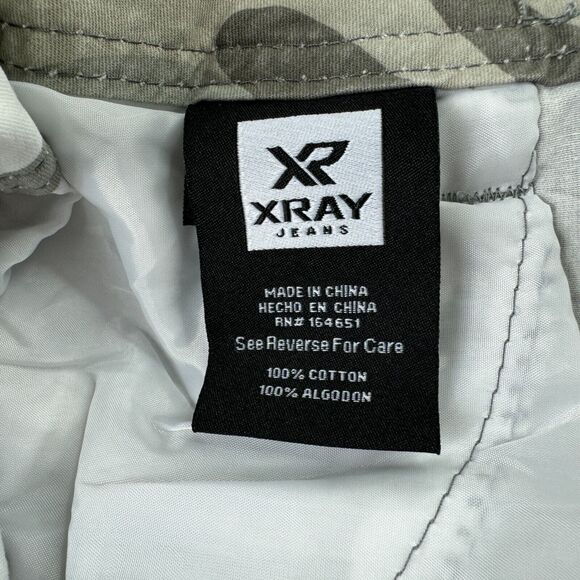 XR
XRAY
JEANS
MADE IN CHINA
HECHO EN CHINA
RN# 164651
See Reverse For Care
100% COTTON
100% ALGODON